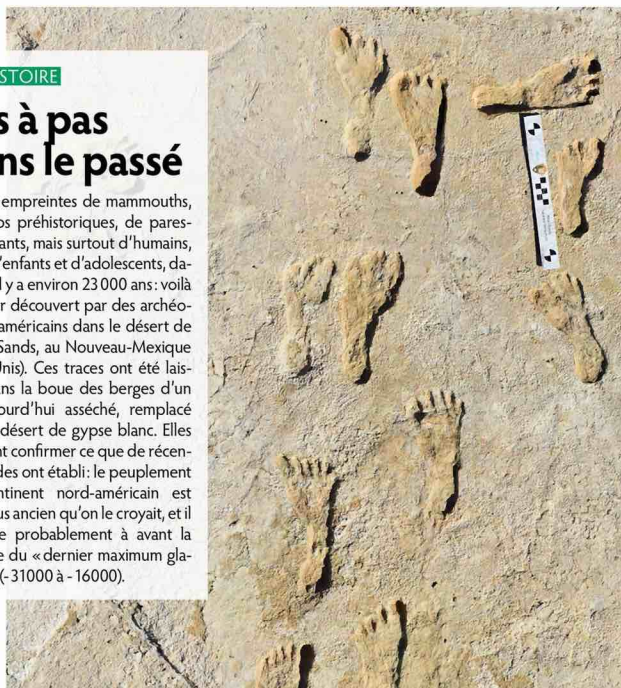 STOIRE
s à pas
ns le passé
empreintes de mammouths,
os préhistoriques, de pares-
ants, mais surtout d'humains,
'enfants et d'adolescents, da-
l y a environ 23 000 ans : voilà
r découvert par des archéo-
américains dans le désert de
Sands, au Nouveau-Mexique
nis). Ces traces ont été lais-
ans la boue des berges d'un
ourd'hui asséché, remplacé
désert de gypse blanc. Elles
nt confirmer ce que de récen-
des ont établi : le peuplement
ntinent nord-américain est
us ancien qu'on le croyait, et il
e probablement à avant la
e du « dernier maximum gla-
(- 31000 à - 16000).